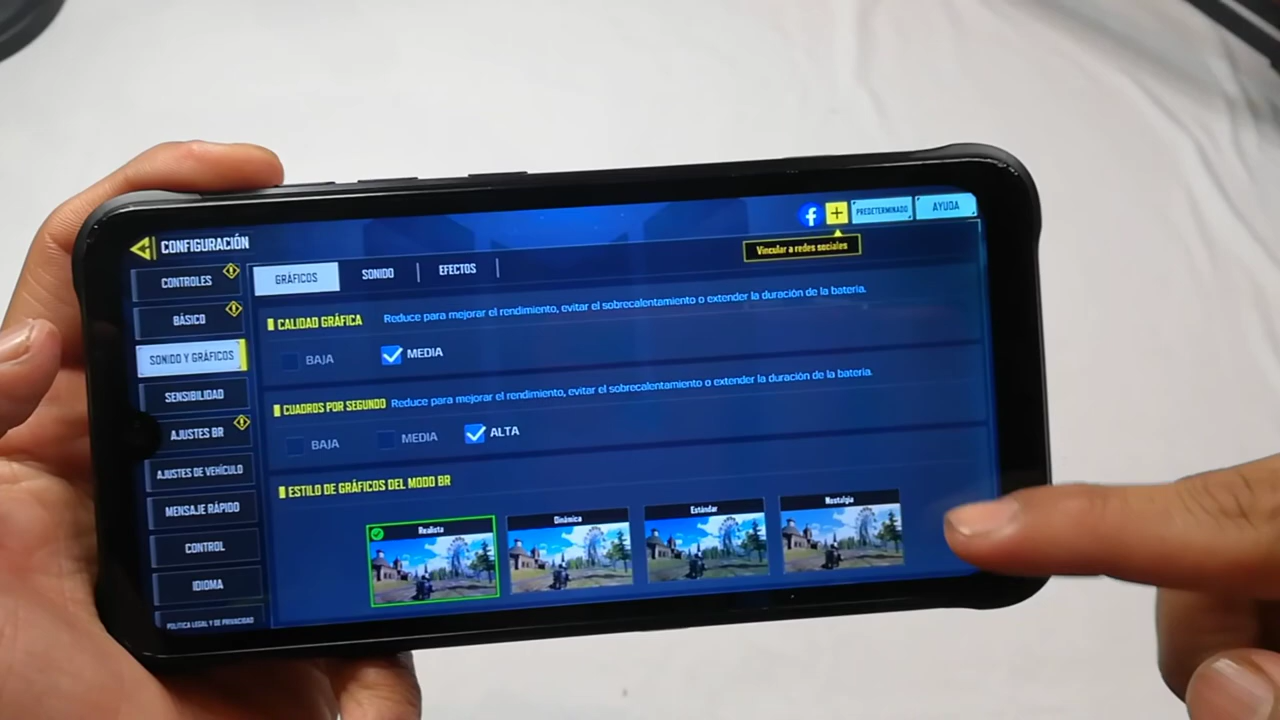 CONFIGURACIÓN
f
+
PREDETERMINADO
AYUDA
Vincular a redes sociales
CONTROLES
BÁSICO
SONIDO Y GRÁFICOS
SENSIBILIDAD
AJUSTES BR
AJUSTES DE VEHÍCULO
MENSAJE RÁPIDO
CONTROL
IDIOMA
POLÍTICA LEGAL Y DE PRIVACIDAD
GRÁFICOS
SONIDO
EFECTOS
CALIDAD GRÁFICA Reduce para mejorar el rendimiento, evitar el sobrecalentamiento o extender la duración de la batería.
BAJA MEDIA
CUADROS POR SEGUNDO Reduce para mejorar el rendimiento, evitar el sobrecalentamiento o extender la duración de la batería.
BAJA MEDIA ALTA
ESTILO DE GRÁFICOS DEL MODO BR
Realista Dinámica Estándar Nostalgia